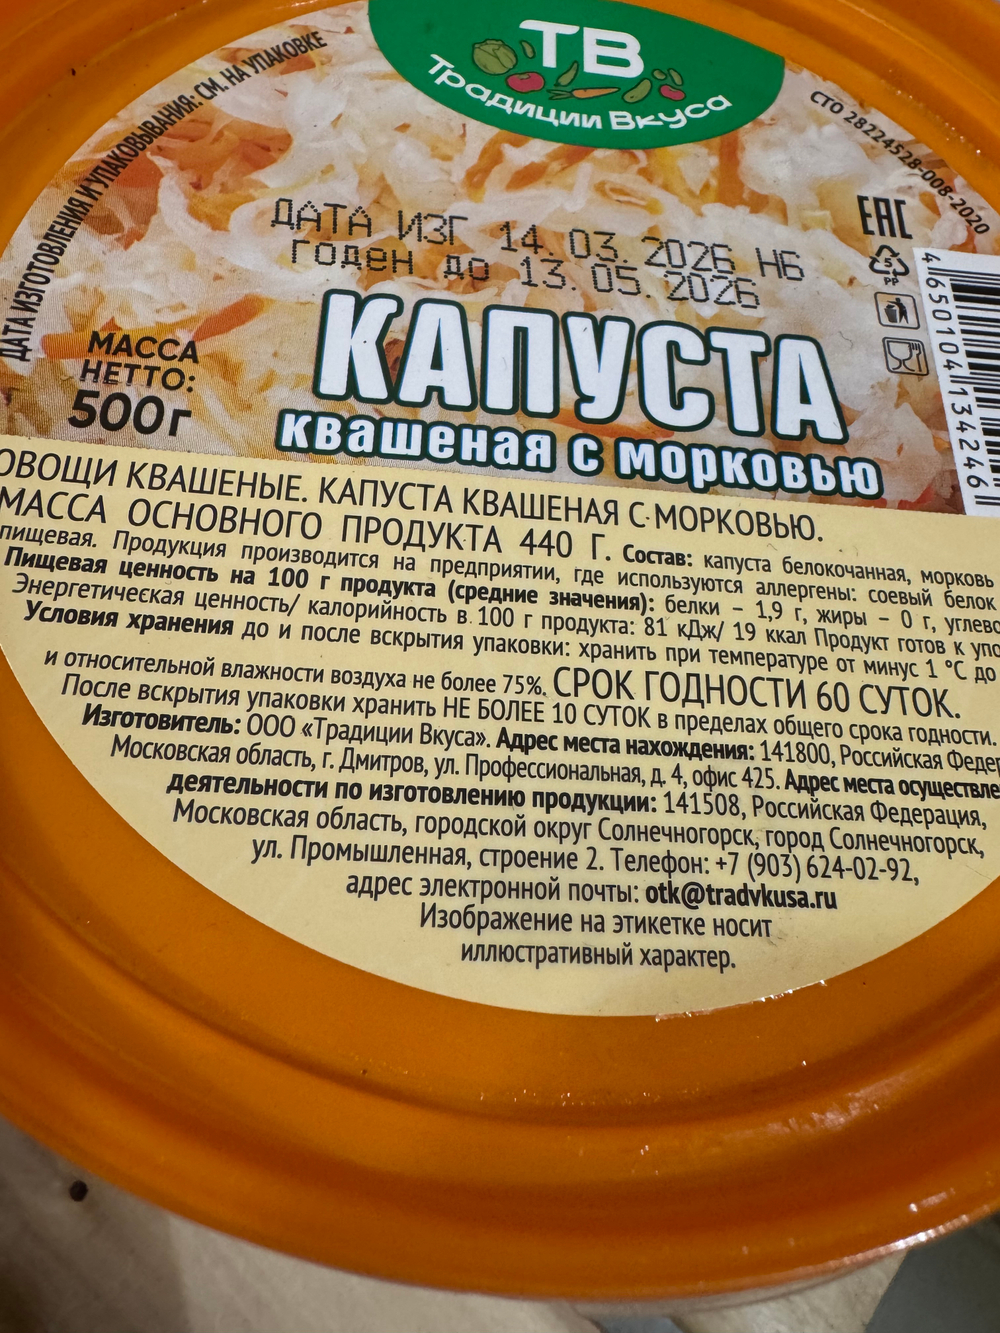 ТВ
Традиции Вкуса
СТО 28224528-008-2020
ДАТА ИЗГОТОВЛЕНИЯ И УПАКОВЫВАНИЯ: СМ. НА УПАКОВКЕ
EAC
PP
ДАТА ИЗГ 14.03.2026 Н6
годен до 13.05.2026
4650104134246
МАССА
НЕТТО:
500г
КАПУСТА
квашеная с морковью
ОВОЩИ КВАШЕНЫЕ. КАПУСТА КВАШЕНАЯ С МОРКОВЬЮ.
МАССА ОСНОВНОГО ПРОДУКТА 440 Г. Состав: капуста белокочанная, морковь
пищевая. Продукция производится на предприятии, где используются аллергены: соевый белок
Пищевая ценность на 100 г продукта (средние значения): белки – 1,9 г, жиры – 0 г,
Энергетическая ценность/ калорийность в 100 г продукта: 81 кДж/ 19 ккал Продукт готов к
Условия хранения до и после вскрытия упаковки: хранить при температуре от минус 1 °С до
и относительной влажности воздуха не более 75%. СРОК ГОДНОСТИ 60 СУТОК.
После вскрытия упаковки хранить НЕ БОЛЕЕ 10 СУТОК в пределах общего срока годности.
Изготовитель: ООО «Традиции Вкуса». Адрес места нахождения: 141800, Российская
Московская область, г. Дмитров, ул. Профессиональная, д. 4, офис 425. Адрес места
деятельности по изготовлению продукции: 141508, Российская Федерация,
Московская область, городской округ Солнечногорск, город Солнечногорск,
ул. Промышленная, строение 2. Телефон: +7 (903) 624-02-92,
адрес электронной почты: otk@tradvkusa.ru
Изображение на этикетке носит
иллюстративный характер.